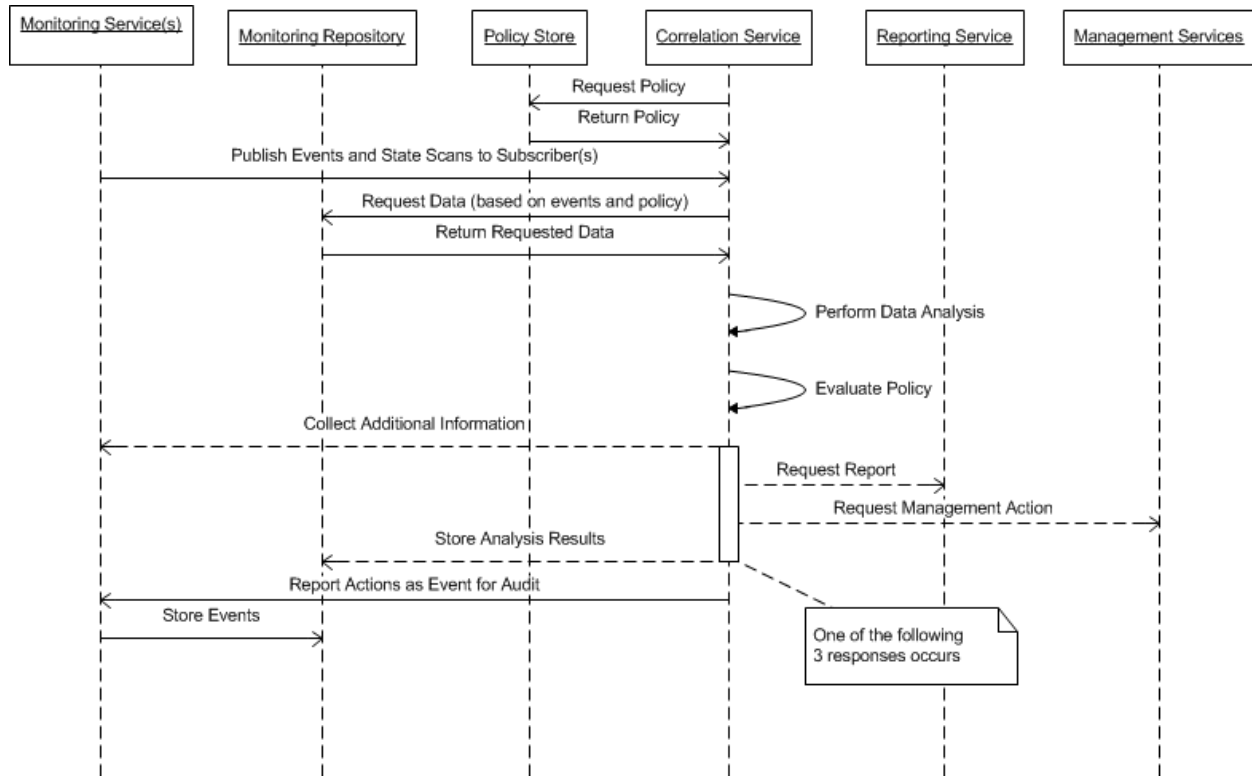 Monitoring Service(s)
Monitoring Repository
Policy Store
Correlation Service
Reporting Service
Management Services
Request Policy
Return Policy
Publish Events and State Scans to Subscriber(s)
Request Data (based on events and policy)
Return Requested Data
Perform Data Analysis
Evaluate Policy
Collect Additional Information
Request Report
Request Management Action
Store Analysis Results
Report Actions as Event for Audit
Store Events
One of the following
3 responses occurs